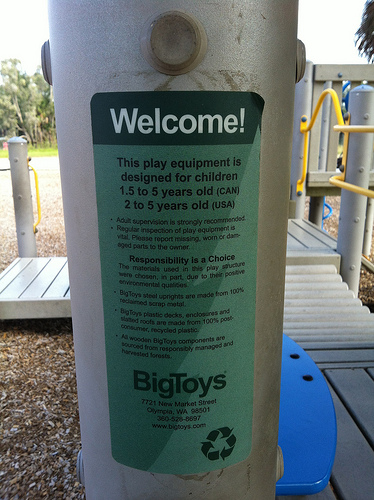 Welcome!
This play equipment is
designed for children
1.5 to 5 years old (CAN)
2 to 5 years old (USA)
• Adult supervision is strongly recommended.
• Regular inspection of play equipment is
vital. Please report missing, worn or dam-
aged parts to the owner.
Responsibility is a Choice
The materials used in this play structure
were chosen, in part, due to their positive
environmental qualities.
• BigToys steel uprights are made from 100%
reclaimed scrap metal.
• BigToys plastic decks, enclosures and
slatted roofs are made from 100% post-
consumer, recycled plastic.
• All wooden BigToys components are
sourced from responsibly managed and
harvested forests.
BigToys®
7721 New Market Street
Olympia, WA 98501
360-528-8697
www.bigtoys.com